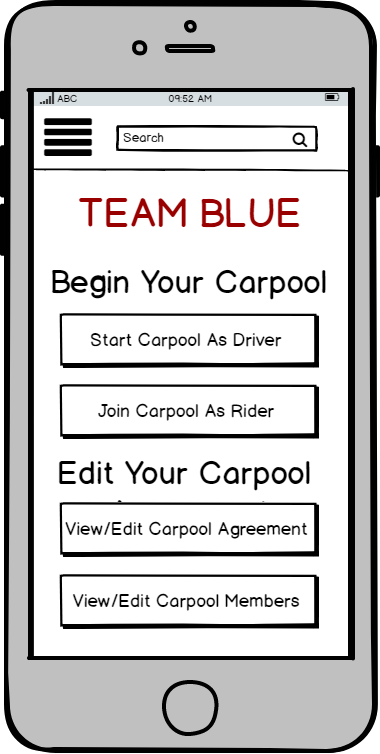 ABC 09:52 AM
Search
TEAM BLUE
Begin Your Carpool
Start Carpool As Driver
Join Carpool As Rider
Edit Your Carpool
View/Edit Carpool Agreement
View/Edit Carpool Members